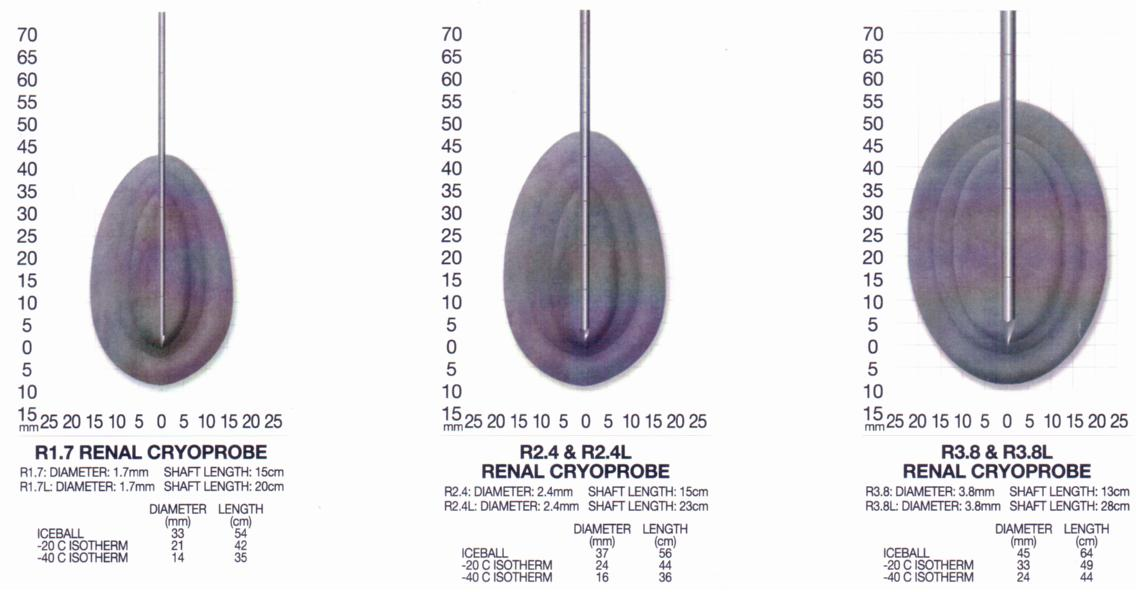 70
65
60
55
50
45
40
35
30
25
20
15
10
5
0
5
10
15
mm 25 20 15 10 5 0 5 10 15 20 25
R1.7 RENAL CRYOPROBE
R1.7: DIAMETER: 1.7mm SHAFT LENGTH: 15cm
R1.7L: DIAMETER: 1.7mm SHAFT LENGTH: 20cm
DIAMETER LENGTH
(mm) (cm)
ICEBALL 33 54
-20 C ISOTHERM 21 42
-40 C ISOTHERM 14 35
70
65
60
55
50
45
40
35
30
25
20
15
10
5
0
5
10
15
mm 25 20 15 10 5 0 5 10 15 20 25
R2.4 & R2.4L
RENAL CRYOPROBE
R2.4: DIAMETER: 2.4mm SHAFT LENGTH: 15cm
R2.4L: DIAMETER: 2.4mm SHAFT LENGTH: 23cm
DIAMETER LENGTH
(mm) (cm)
ICEBALL 37 56
-20 C ISOTHERM 24 44
-40 C ISOTHERM 16 36
70
65
60
55
50
45
40
35
30
25
20
15
10
5
0
5
10
15
mm 25 20 15 10 5 0 5 10 15 20 25
R3.8 & R3.8L
RENAL CRYOPROBE
R3.8: DIAMETER: 3.8mm SHAFT LENGTH: 13cm
R3.8L: DIAMETER: 3.8mm SHAFT LENGTH: 28cm
DIAMETER LENGTH
(mm) (cm)
ICEBALL 45 64
-20 C ISOTHERM 33 49
-40 C ISOTHERM 24 44